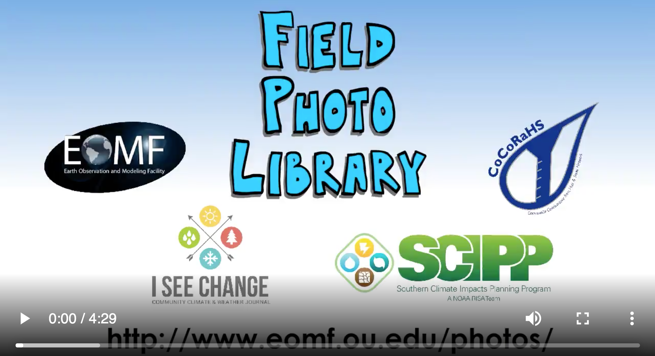 FIELD
PHOTO
LIBRARY
EOMF
Earth Observation and Modeling Facility
CoCoRaHS
I SEE CHANGE
COMMUNITY CLIMATE & WEATHER JOURNAL
SCIPP
Southern Climate Impacts Planning Program
A NOAA RISA Team
0:00 / 4:29
http://www.eomf.ou.edu/photos/